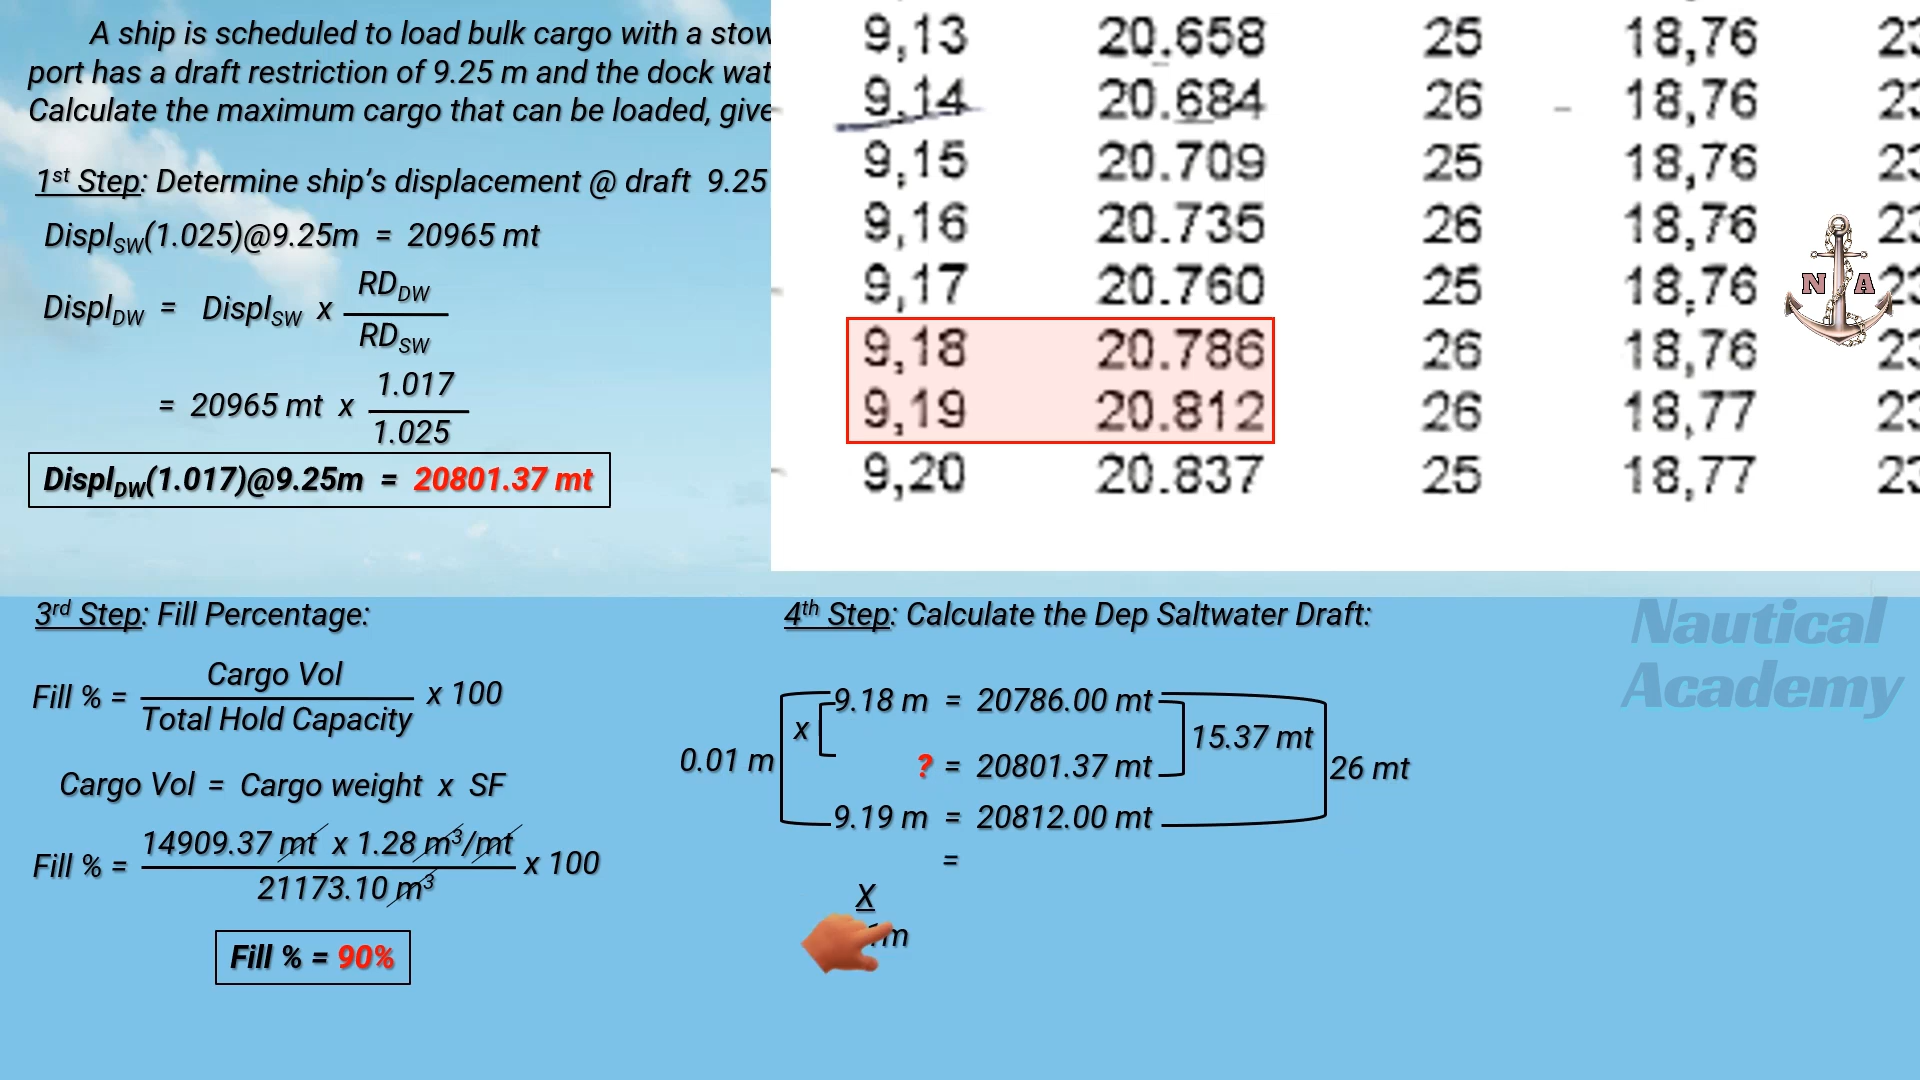 A ship is scheduled to load bulk cargo with a stow
port has a draft restriction of 9.25 m and the dock wat
Calculate the maximum cargo that can be loaded, give
1st Step: Determine ship's displacement @ draft 9.25
DisplSW(1.025)@9.25m = 20965 mt
DisplDW = DisplSW x RDDW
RDSW
= 20965 mt x 1.017
1.025
DisplDW(1.017)@9.25m = 20801.37 mt
9,13 20.658 25 18,76 23
9,14 20.684 26 18,76
9,15 20.709 25 18,76 23
9,16 20.735 26 18,76 23
9,17 20.760 25 18,76 23
9,18 20.786 26 18,76 23
9,19 20.812 26 18,77 23
9,20 20.837 25 18,77 23
N A
3rd Step: Fill Percentage:
Fill % = Cargo Vol x 100
Total Hold Capacity
Cargo Vol = Cargo weight x SF
Fill % = 14909.37 mt x 1.28 m³/mt x 100
21173.10 m³
Fill % = 90%
4th Step: Calculate the Dep Saltwater Draft:
9.18 m = 20786.00 mt
x
15.37 mt
0.01 m
? = 20801.37 mt
26 mt
9.19 m = 20812.00 mt
=
X
m
Nautical
Academy